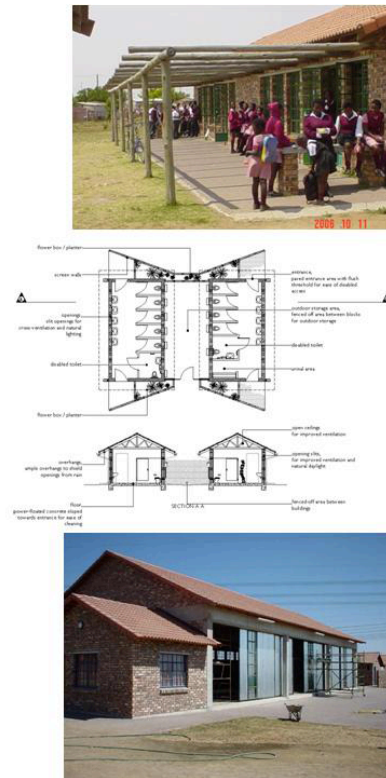 2006 10 11
flower box / planter
screen walls
openings
slit openings for
cross-ventilation and natural
lighting
disabled toilet
flower box / planter
entrance,
paved entrance area with flush
threshold for ease of disabled
access
outdoor storage area,
fenced off area between blocks
for outdoor storage
disabled toilet
urinal area
overhangs,
ample overhangs to shield
openings from rain
floor,
power-floated concrete sloped
towards entrance for ease of
cleaning
open ceilings
for improved ventilation
opening slits,
for improved ventilation and
natural daylight
fenced off area between
buildings
SECTION A A